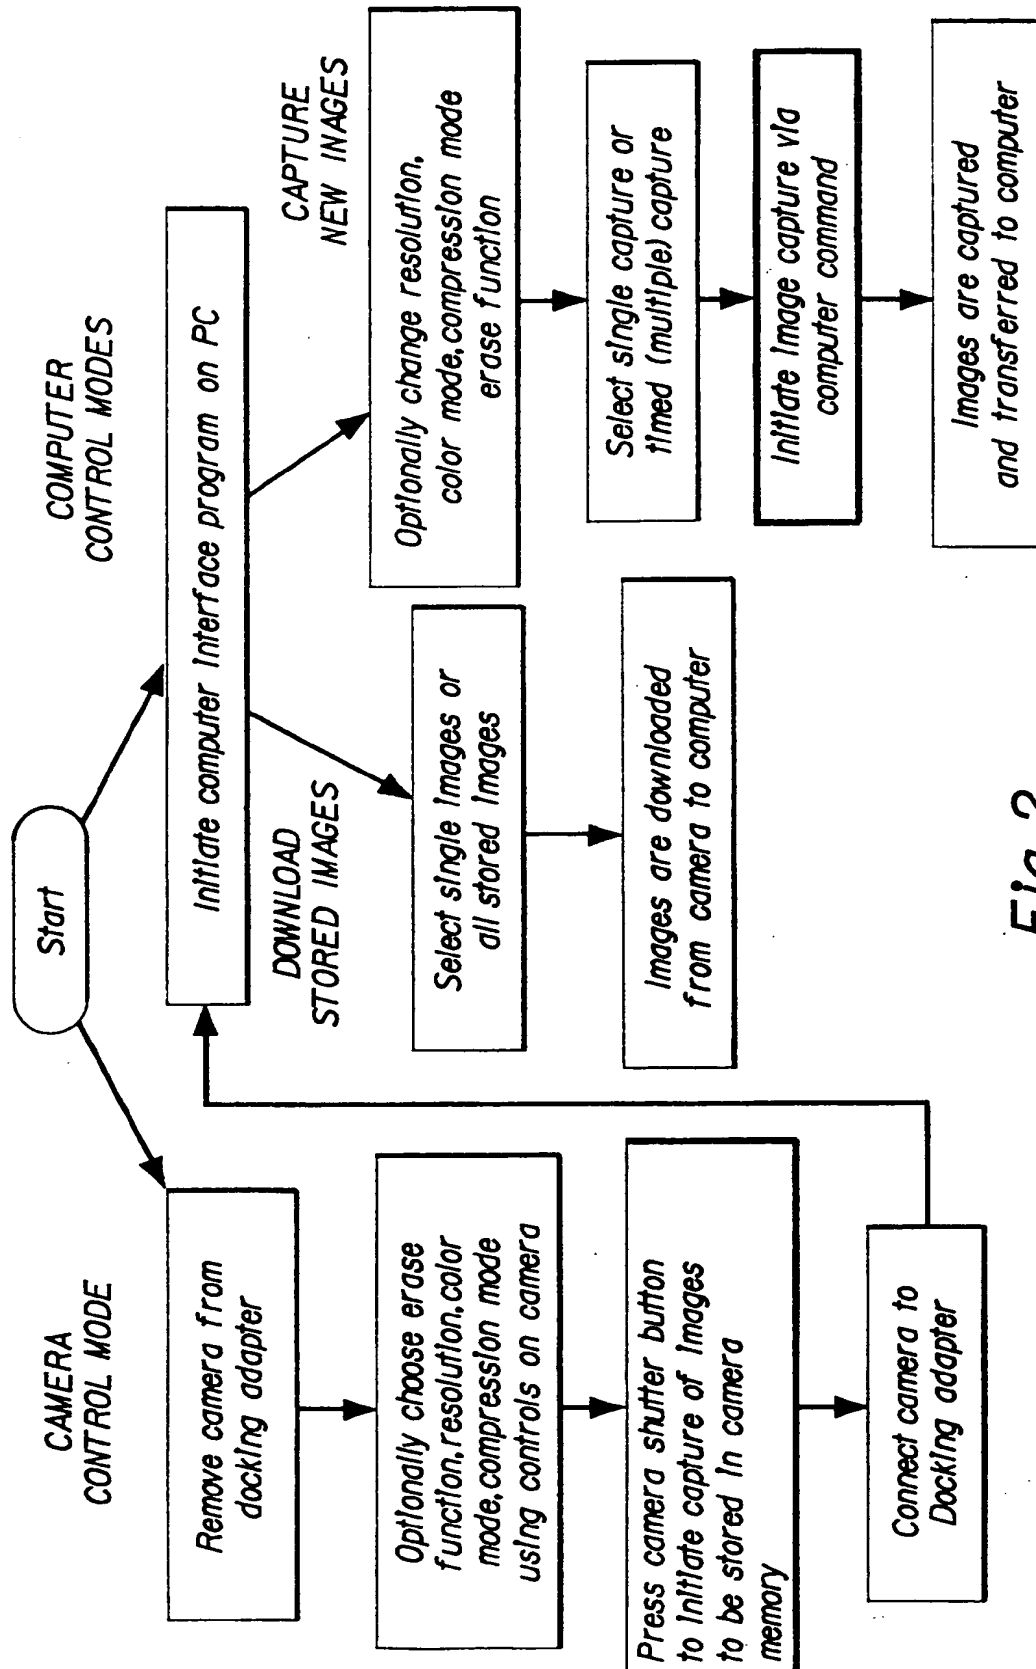 Start
CAMERA
CONTROL MODE
Remove camera from
docking adapter
Optionally choose erase
function, resolution, color
mode, compression mode
using controls on camera
Press camera shutter button
to initiate capture of images
to be stored in camera
memory
Connect camera to
Docking adapter
COMPUTER
CONTROL MODES
Initiate computer interface program on PC
DOWNLOAD
STORED IMAGES
Select single images or
all stored images
Images are downloaded
from camera to computer
CAPTURE
NEW INAGES
Optionally change resolution,
color mode, compression mode
erase function
Select single capture or
timed (multiple) capture
Initiate image capture via
computer command
Images are captured
and transferred to computer
Fig. 2